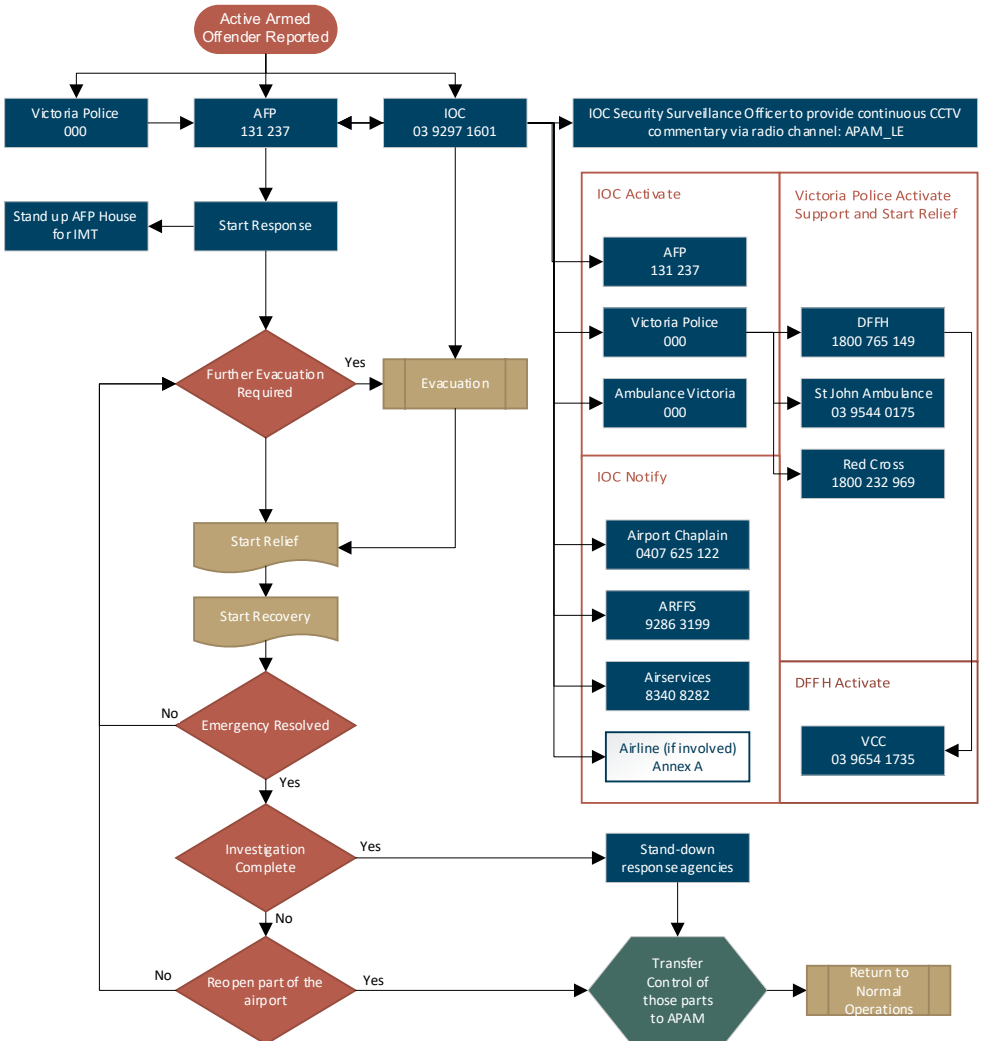 Active Armed
Offender Reported
Victoria Police
000
AFP
131 237
IOC
03 9297 1601
IOC Security Surveillance Officer to provide continuous CCTV
commentary via radio channel: APAM_LE
Stand up AFP House
for IMT
Start Response
IOC Activate
Victoria Police Activate
Support and Start Relief
AFP
131 237
Victoria Police
000
DFFH
1800 765 149
Further Evacuation
Required
Yes
Evacuation
Ambulance Victoria
000
St John Ambulance
03 9544 0175
Red Cross
1800 232 969
IOC Notify
Start Relief
Airport Chaplain
0407 625 122
Start Recovery
ARFFS
9286 3199
Emergency Resolved
No
Yes
Airservices
8340 8282
DFFH Activate
Airline (if involved)
Annex A
VCC
03 9654 1735
Investigation
Complete
Yes
No
Stand-down
response agencies
Reopen part of the
airport
No
Yes
Transfer
Control of
those parts
to APAM
Return to
Normal
Operations